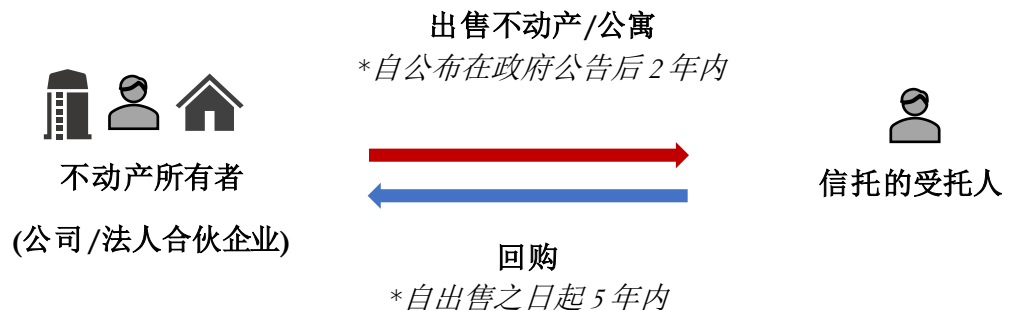 出售不动产/公寓
*自公布在政府公告后 2 年内
不动产所有者
(公司/法人合伙企业)
信托的受托人
回购
*自出售之日起 5 年内